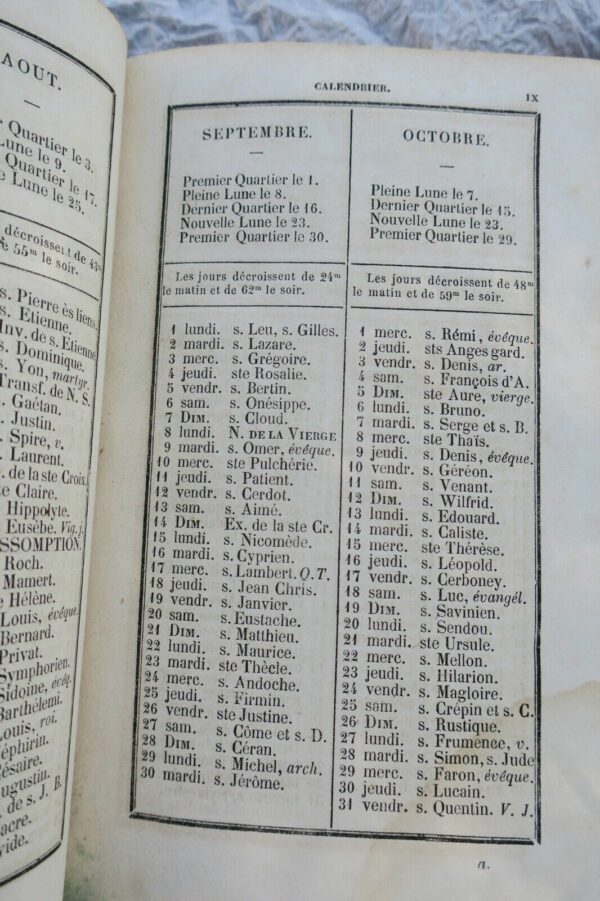 AOUT.
Quartier le 3.
Lune le 9.
Quartier le 17.
Lune le 25.
décroissent de 43m
55m le soir.
s. Pierre ès liens.
s. Etienne.
Inv. de s. Etienne
s. Dominique.
s. Yon, martyr.
Transf. de N. S.
s. Gaétan.
s. Justin.
s. Spire, v.
Laurent.
de la ste Croix
Claire.
Hippolyte.
Eusèbe. Vig. j.
ASSOMPTION.
Roch.
Mamert.
Hélène.
Louis, évêque.
Bernard.
Privat.
Symphorien.
Sidoine, évêq.
Barthélemi.
Louis, roi.
Zéphirin.
Césaire.
Augustin.
de s. J. B.
CALENDRIER.
IX
SEPTEMBRE.
Premier Quartier le 1.
Pleine Lune le 8.
Dernier Quartier le 16.
Nouvelle Lune le 23.
Premier Quartier le 30.
Les jours décroissent de 24m
le matin et de 62m le soir.
1 lundi. s. Leu, s. Gilles.
2 mardi. s. Lazare.
3 merc. s. Grégoire.
4 jeudi. ste Rosalie.
5 vendr. s. Bertin.
6 sam. s. Onésippe.
7 DIM. s. Cloud.
8 lundi. N. DE LA VIERGE
9 mardi. s. Omer, évêque.
10 merc. ste Pulchérie.
11 jeudi. s. Patient.
12 vendr. s. Cerdot.
13 sam. s. Aimé.
14 DIM. Ex. de la ste Cr.
15 lundi. s. Nicomède.
16 mardi. s. Cyprien.
17 merc. s. Lambert. Q. T.
18 jeudi. s. Jean Chris.
19 vendr. s. Janvier.
20 sam. s. Eustache.
21 DIM. s. Matthieu.
22 lundi. s. Maurice.
23 mardi. ste Thècle.
24 merc. s. Andoche.
25 jeudi. s. Firmin.
26 vendr. ste Justine.
27 sam. s. Côme et s. D.
28 DIM. s. Céran.
29 lundi. s. Michel, arch.
30 mardi. s. Jérôme.
OCTOBRE.
Pleine Lune le 7.
Dernier Quartier le 15.
Nouvelle Lune le 23.
Premier Quartier le 29.
Les jours décroissent de 48m
le matin et de 59m le soir.
1 merc. s. Rémi, évêque.
2 jeudi. sts Anges gard.
3 vendr. s. Denis, ar.
4 sam. s. François d'A.
5 DIM. ste Aure, vierge.
6 lundi. s. Bruno.
7 mardi. s. Serge et s. B.
8 merc. ste Thaïs.
9 jeudi. s. Denis, évêque.
10 vendr. s. Géréon.
11 sam. s. Venant.
12 DIM. s. Wilfrid.
13 lundi. s. Edouard.
14 mardi. s. Caliste.
15 merc. ste Thérèse.
16 jeudi. s. Léopold.
17 vendr. s. Cerboney.
18 sam. s. Luc, évangél.
19 DIM. s. Savinien.
20 lundi. s. Sendou.
21 mardi. ste Ursule.
22 merc. s. Mellon.
23 jeudi. s. Hilarion.
24 vendr. s. Magloire.
25 sam. s. Crépin et s. C.
26 DIM. s. Rustique.
27 lundi. s. Frumence, v.
28 mardi. s. Simon, s. Jude
29 merc. s. Faron, évêque.
30 jeudi. s. Lucain.
31 vendr. s. Quentin. V. J.
a.